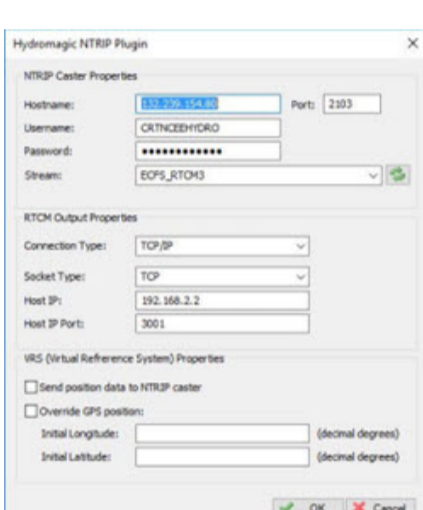 Hydromagic NTRIP Plugin
NTRIP Caster Properties
Hostname: 132.239.154.80 Port: 2103
Username: CRTNCEEHYDRO
Password: ●●●●●●●●●●●●
Stream: ECPS_RTCM3
RTCM Output Properties
Connection Type: TCP/IP
Socket Type: TCP
Host IP: 192.168.2.2
Host IP Port: 3001
VRS (Virtual Refrerence System) Properties
Send position data to NTRIP caster
Override GPS position:
Initial Longitude: (decimal degrees)
Initial Latitude: (decimal degrees)
OK Cancel